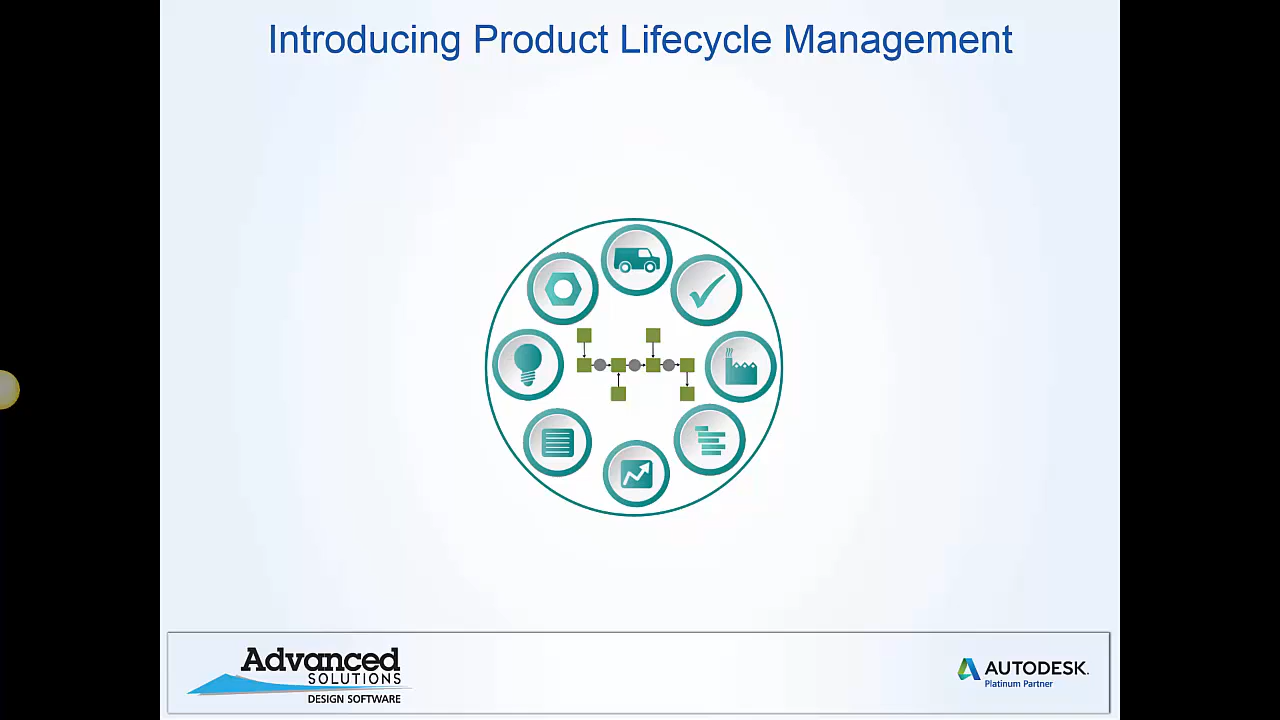 Introducing Product Lifecycle Management
Advanced
SOLUTIONS
DESIGN SOFTWARE
AUTODESK.
Platinum Partner